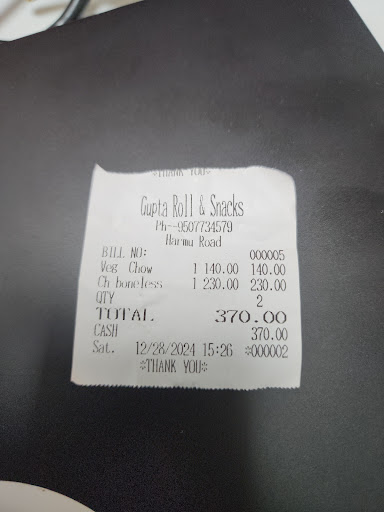 *THANK YOU*
Gupta Roll & Snacks
Ph--9507734579
Harmu Road
BILL NO: 000005
Veg Chow 1 140.00 140.00
Ch boneless 1 230.00 230.00
QTY 2
TOTAL 370.00
CASH 370.00
Sat. 12/28/2024 15:26 *000002
*THANK YOU*